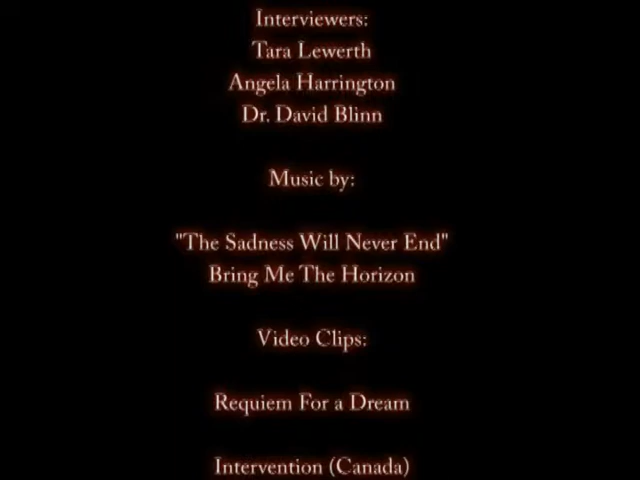 Interviewers:
Tara Lewerth
Angela Harrington
Dr. David Blinn
Music by:
"The Sadness Will Never End"
Bring Me The Horizon
Video Clips:
Requiem For a Dream
Intervention (Canada)